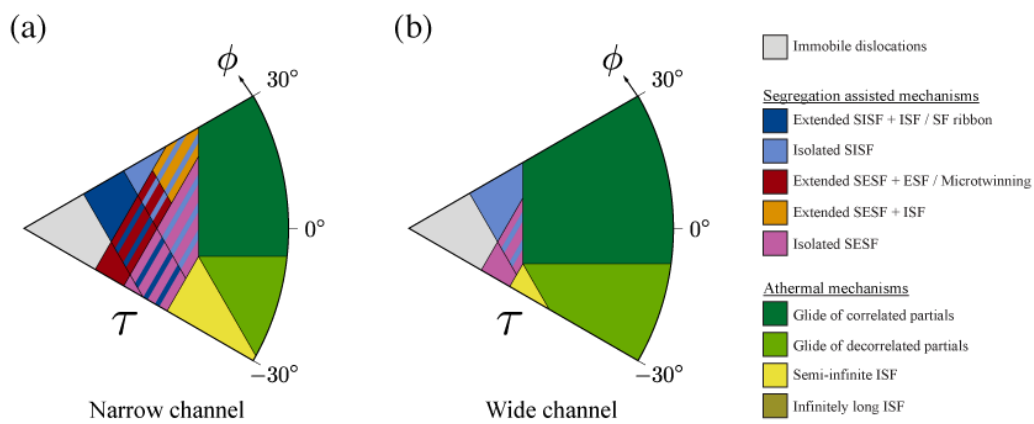 (a)
ϕ
30°
0°
−30°
τ
Narrow channel
(b)
ϕ
30°
0°
−30°
τ
Wide channel
Immobile dislocations
Segregation assisted mechanisms
Extended SISF + ISF / SF ribbon
Isolated SISF
Extended SESF + ESF / Microtwinning
Extended SESF + ISF
Isolated SESF
Athermal mechanisms
Glide of correlated partials
Glide of decorrelated partials
Semi-infinite ISF
Infinitely long ISF